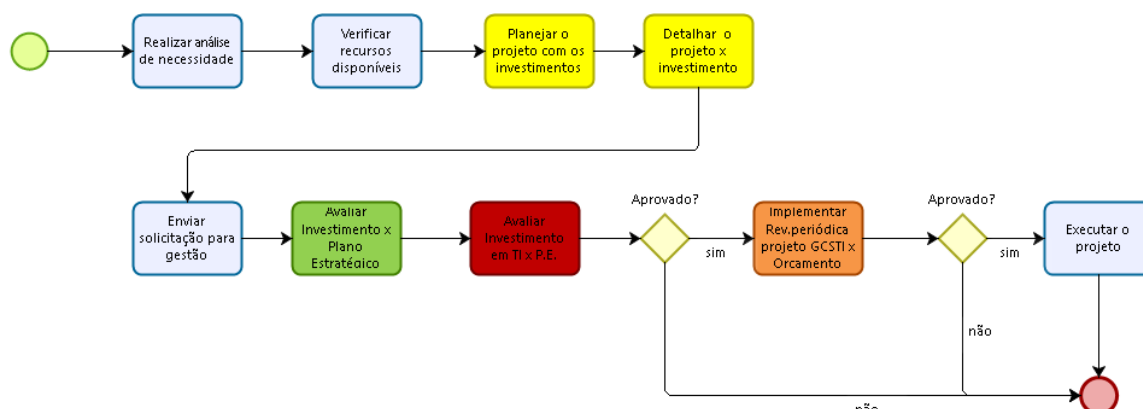 Realizar análise
de necessidade
Verificar
recursos
disponíveis
Planejar o
projeto com os
investimentos
Detalhar o
projeto x
investimento
Enviar
solicitação para
gestão
Avaliar
Investimento x
Plano
Estratégico
Avaliar
Investimento
em TI x P.E.
Aprovado?
sim
Implementar
Rev.periódica
projeto GCSTI x
Orçamento
Aprovado?
sim
Executar o
projeto
não
não